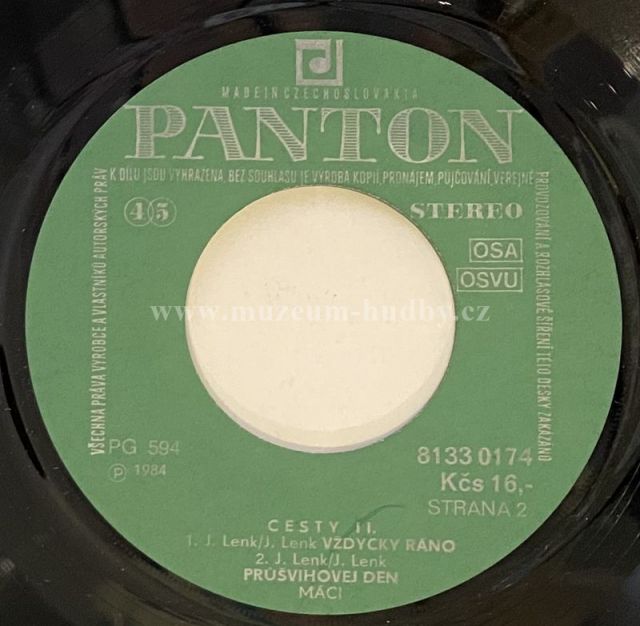 MADE IN CZECHOSLOVAKIA
PANTON
VŠECHNA PRÁVA VÝROBCE A VLASTNÍKŮ AUTORSKÝCH PRÁV
K DÍLU JSOU VYHRAŽENA, BEZ SOUHLASU JE VÝROBA KOPIÍ, PRONÁJEM, PŮJČOVÁNÍ, VEREJNÉ
PROVOZOVÁNÍ A ROZHLASOVÉ ŠÍŘENÍ TÉTO DESKY ZAKÁZÁNO
45 STEREO
OSA
OSVU
www.muzeum-hudby.cz
PG 594
℗ 1984
8133 0174
Kčs 16,-
STRANA 2
CESTY II.
1. J. Lenk/J. Lenk VŽDYCKY RÁNO
2. J. Lenk/J. Lenk
PRŮŠVIHOVEJ DEN
MÁCI